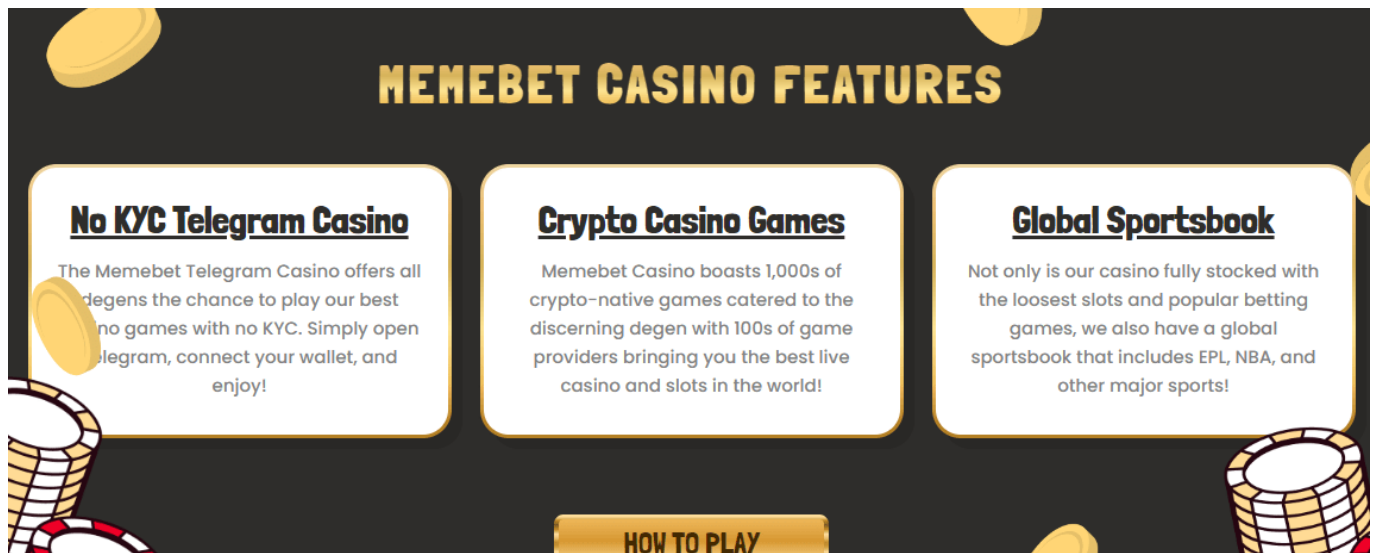 MEMEBET CASINO FEATURES
No KYC Telegram Casino
The Memebet Telegram Casino offers all
degens the chance to play our best
games with no KYC. Simply open
connect your wallet, and
enjoy!
Crypto Casino Games
Memebet Casino boasts 1,000s of
crypto-native games catered to the
discerning degen with 100s of game
providers bringing you the best live
casino and slots in the world!
Global Sportsbook
Not only is our casino fully stocked with
the loosest slots and popular betting
games, we also have a global
sportsbook that includes EPL, NBA, and
other major sports!
HOW TO PLAY